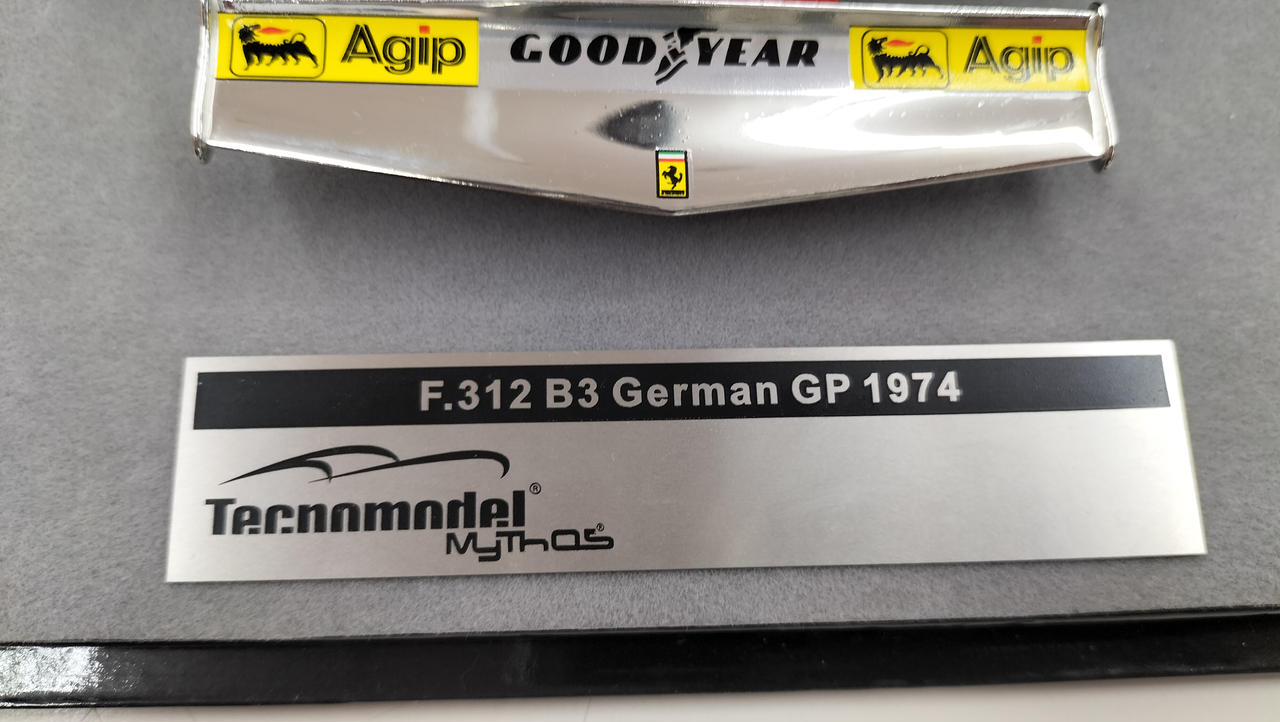 Agip GOODYEAR Agip
F.312 B3 German GP 1974
Tecnomodel®
MyThos®